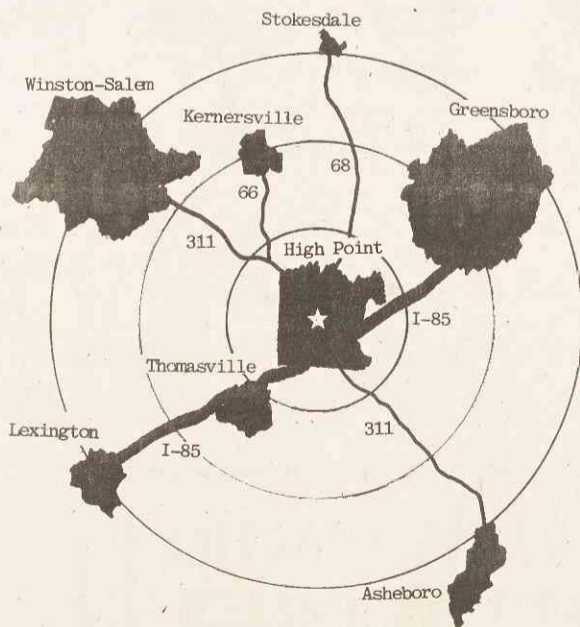 Stokesdale
Winston-Salem
Greensboro
Kernersville
68
66
311
High Point
I-85
Thomasville
311
Lexington
I-85
Asheboro